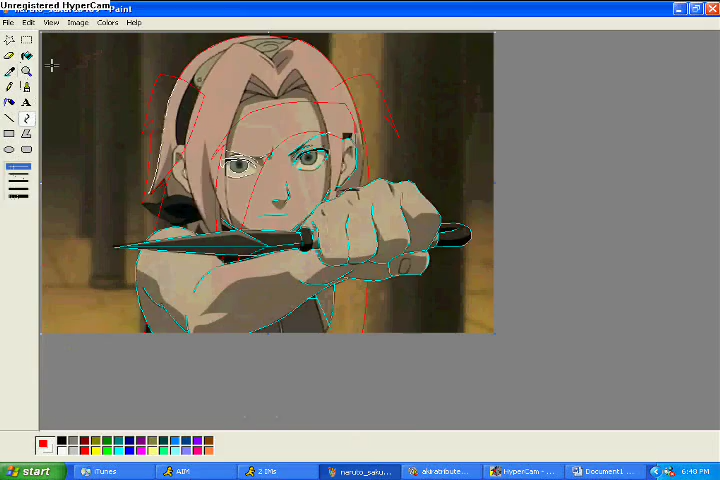 Unregistered HyperCam
Paint
File Edit View Image Colors Help
start
iTunes
AIM
2 IMs
naruto_saku...
akiratribute...
HyperCam - ...
Document1 ...
6:48 PM